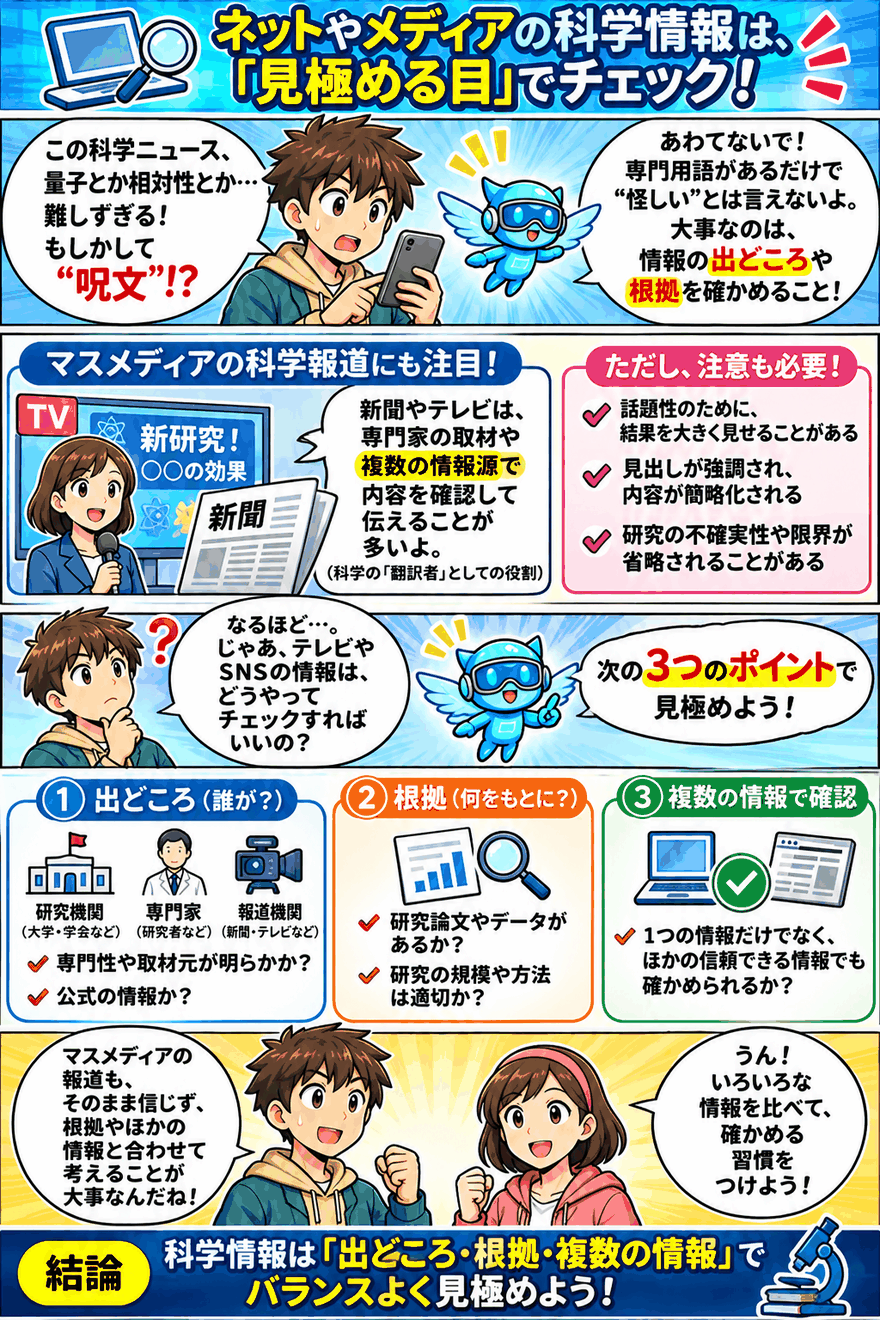 ネットやメディアの科学情報は、
「見極める目」でチェック!
この科学ニュース、
量子とか相対性とか…
難しすぎる!
もしかして
“呪文”!?
あわてないで!
専門用語があるだけで
“怪しい”とは言えないよ。
大事なのは、
情報の出どころや
根拠を確かめること!
マスメディアの科学報道にも注目!
TV
新研究!
〇〇の効果
新聞
新聞やテレビは、
専門家の取材や
複数の情報源で
内容を確認して
伝えることが
多いよ。
(科学の「翻訳者」としての役割)
ただし、注意も必要!
話題性のために、
結果を大きく見せることがある
見出しが強調され、
内容が簡略化される
研究の不確実性や限界が
省略されることがある
?
なるほど…。
じゃあ、テレビや
SNSの情報は、
どうやって
チェックすれば
いいの?
次の3つのポイントで
見極めよう!
1 出どころ(誰が?)
研究機関
(大学・学会など)
専門家
(研究者など)
報道機関
(新聞・テレビなど)
専門性や取材元が明らかか?
公式の情報か?
2 根拠(何をもとに?)
研究論文やデータが
あるか?
研究の規模や方法
は適切か?
3 複数の情報で確認
1つの情報だけでなく、
ほかの信頼できる情報でも
確かめられるか?
マスメディアの
報道も、
そのまま信じず、
根拠やほかの
情報と合わせて
考えることが
大事なんだね!
うん!
いろいろな
情報を比べて、
確かめる
習慣を
つけよう!
結論
科学情報は「出どころ・根拠・複数の情報」で
バランスよく見極めよう!